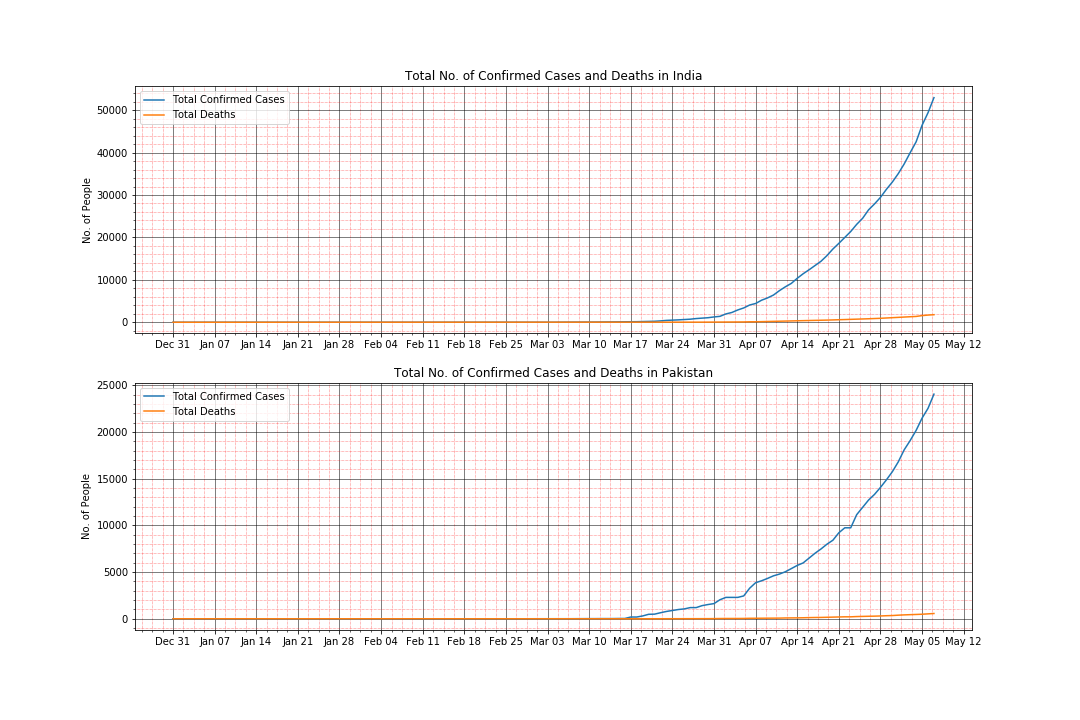 Total No. of Confirmed Cases and Deaths in India
Total Confirmed Cases
Total Deaths
No. of People
50000
40000
30000
20000
10000
0
Dec 31 Jan 07 Jan 14 Jan 21 Jan 28 Feb 04 Feb 11 Feb 18 Feb 25 Mar 03 Mar 10 Mar 17 Mar 24 Mar 31 Apr 07 Apr 14 Apr 21 Apr 28 May 05 May 12
Total No. of Confirmed Cases and Deaths in Pakistan
Total Confirmed Cases
Total Deaths
No. of People
25000
20000
15000
10000
5000
0
Dec 31 Jan 07 Jan 14 Jan 21 Jan 28 Feb 04 Feb 11 Feb 18 Feb 25 Mar 03 Mar 10 Mar 17 Mar 24 Mar 31 Apr 07 Apr 14 Apr 21 Apr 28 May 05 May 12